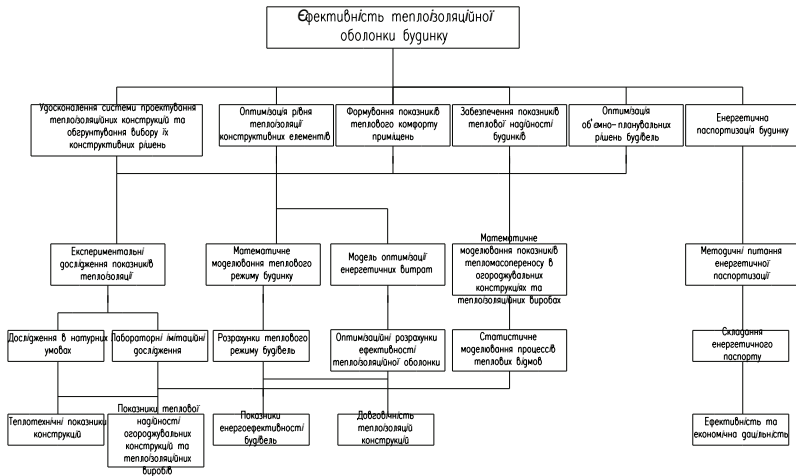 Єфективність теплоізоляційної
оболонки будинку
Удосконалення системи проектування
теплоізоляційних конструкцій та
обгрунтування вибору їх
конструктивних рішень
Оптимізація рівня
теплоізоляції
конструктивних елементів
Формування показників
теплового комфорту
приміщень
Забезпечення показників
теплової надійності
будинків
Оптимізація
об'ємно-планувальних
рішень будівель
Енергетична
паспортизація будинку
Експериментальні
дослідження показників
теплоізоляції
Математичне
моделювання теплового
режиму будинку
Модель оптимізації
енергетичних витрат
Математичне
моделювання показників
тепломасопереносу в
огороджувальних
конструкціях та
теплоізоляційних виробах
Методичні питання
енергетичної
паспортизації
Дослідження в натурних
умовах
Лабораторні імітаційні
дослідження
Розрахунки теплового
режиму будівель
Оптимізаційні розрахунки
ефективності
теплоізоляційної оболонки
Статистичне
моделювання процессів
теплових відмов
Складання
енергетичного
паспорту
Теплотехнічні показники
конструкцій
Показники теплової
надійності
огороджувальних
конструкцій та
теплоізоляційних
виробів
Показники
енергоефективності
будівель
Довговічність
теплоізоляцій
конструкцій
Ефективність та
економічна дацільність